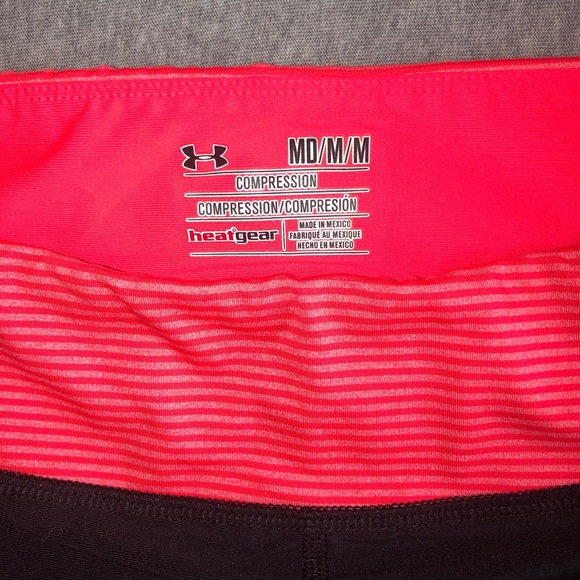 MD/M/M
COMPRESSION
COMPRESSION/COMPRESIÓN
heatgear
MADE IN MEXICO
FABRIQUÉ AU MEXIQUE
HECHO EN MEXICO